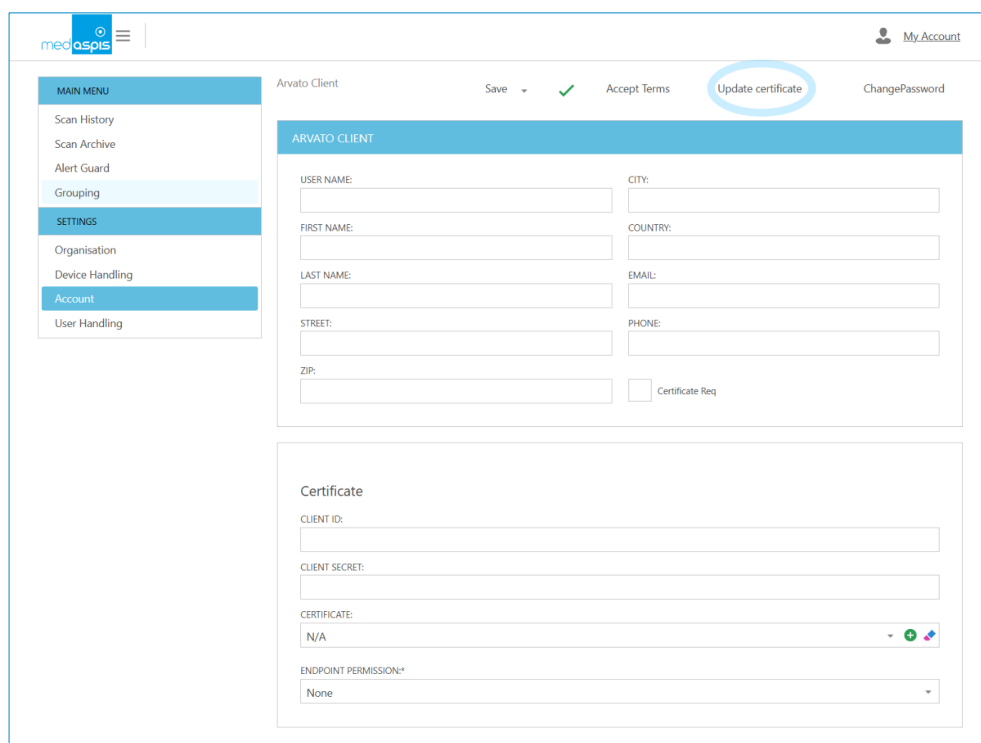 medaspis
My Account
MAIN MENU
Scan History
Scan Archive
Alert Guard
Grouping
SETTINGS
Organisation
Device Handling
Account
User Handling
Arvato Client
Save
Accept Terms
Update certificate
ChangePassword
ARVATO CLIENT
USER NAME:
CITY:
FIRST NAME:
COUNTRY:
LAST NAME:
EMAIL:
STREET:
PHONE:
ZIP:
Certificate Req
Certificate
CLIENT ID:
CLIENT SECRET:
CERTIFICATE:
N/A
ENDPOINT PERMISSION:*
None